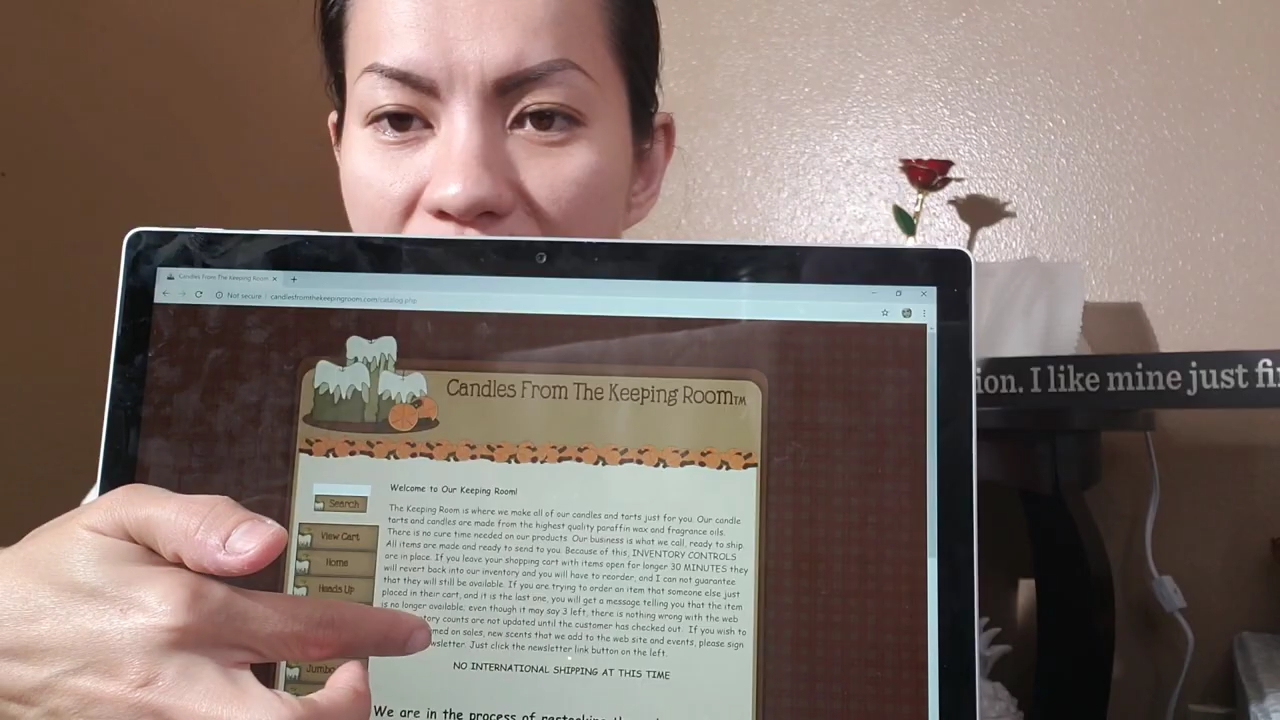 Candles From The Keeping Room
Not secure | candlesfromthekeepingroom.com/catalog.php
Candles From The Keeping Room™
Search
View Cart
Home
Heads Up
Jumbo
Welcome to Our Keeping Room!
The Keeping Room is where we make all of our candles and tarts just for you. Our candle
tarts and candles are made from the highest quality paraffin wax and fragrance oils.
There is no cure time needed on our products. Our business is what we call, ready to ship.
All items are made and ready to send to you. Because of this, INVENTORY CONTROLS
are in place. If you leave your shopping cart with items open for longer 30 MINUTES they
will revert back into our inventory and you will have to reorder, and I can not guarantee
that they will still be available. If you are trying to order an item that someone else just
placed in their cart, and it is the last one, you will get a message telling you that the item
is no longer available, even though it may say 3 left, there is nothing wrong with the web
tory counts are not updated until the customer has checked out. If you wish to
med on sales, new scents that we add to the web site and events, please sign
wsletter. Just click the newsletter link button on the left.
NO INTERNATIONAL SHIPPING AT THIS TIME
We are in the process of restocking
ion. I like mine just fi